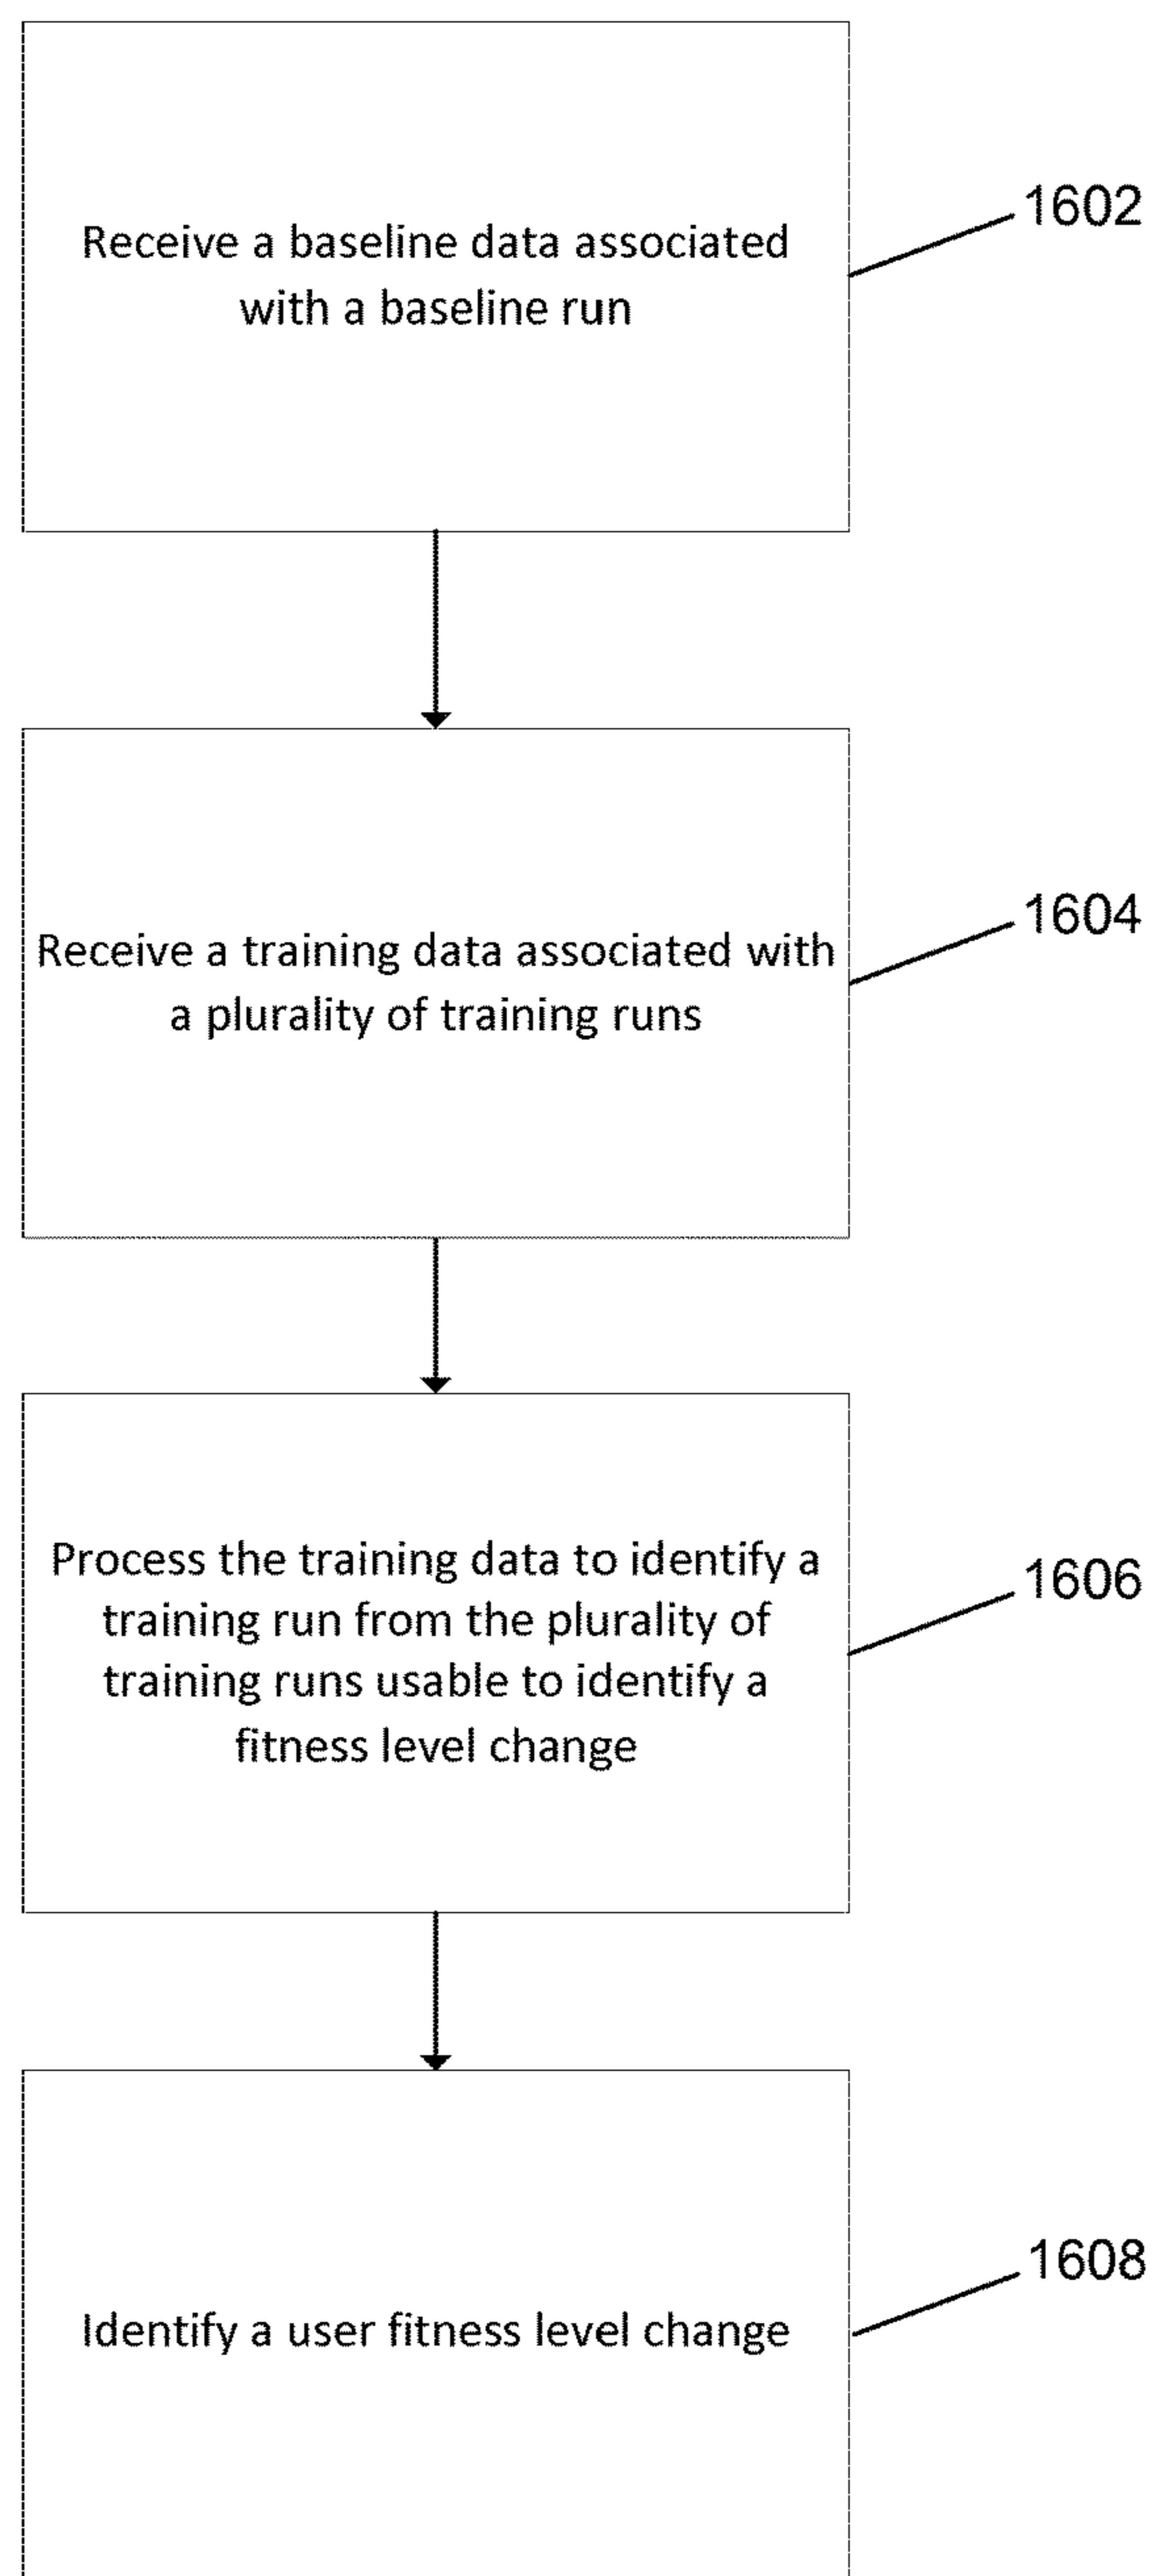 Receive a baseline data associated
with a baseline run
1602
Receive a training data associated with
a plurality of training runs
1604
Process the training data to identify a
training run from the plurality of
training runs usable to identify a
fitness level change
1606
Identify a user fitness level change
1608